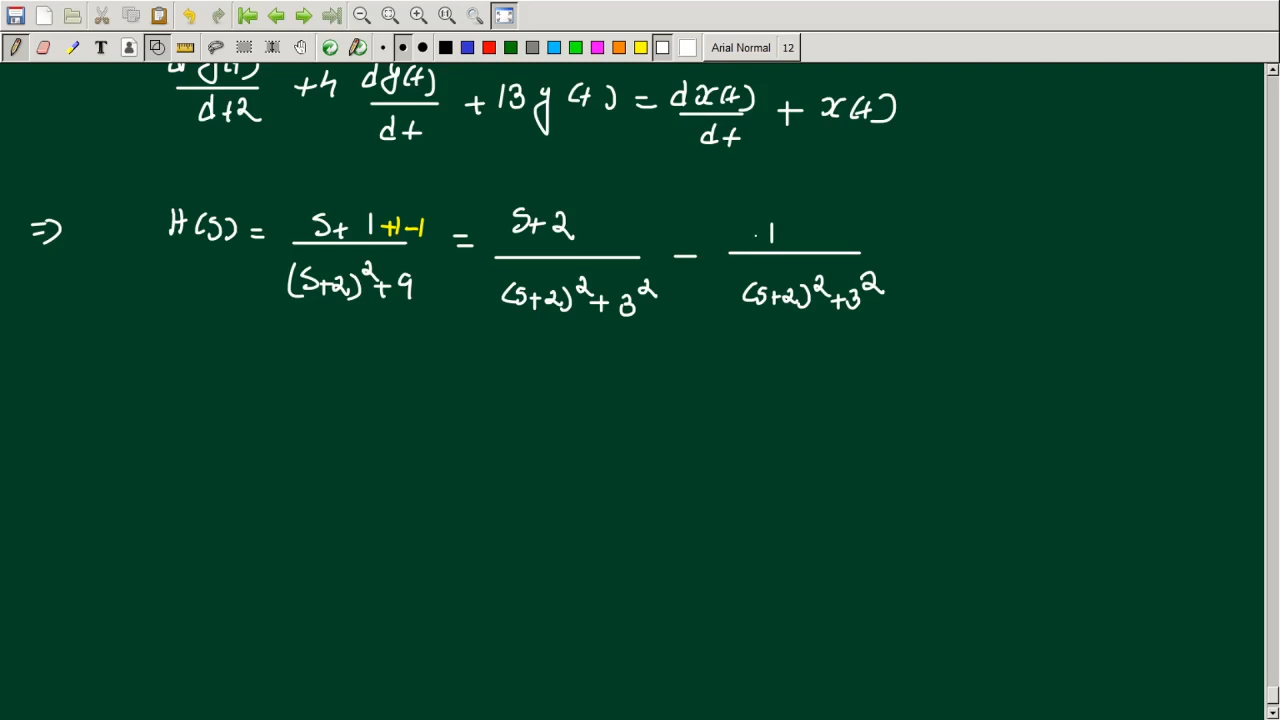 Arial Normal 12
d²y(t)/dt2 + 4 dy(t)/dt + 13 y(t) = dx(t)/dt + x(t)
⇒ H(s) = (s+1+1-1)/((s+2)²+9) = (s+2)/((s+2)²+3²) - 1/((s+2)²+3²)